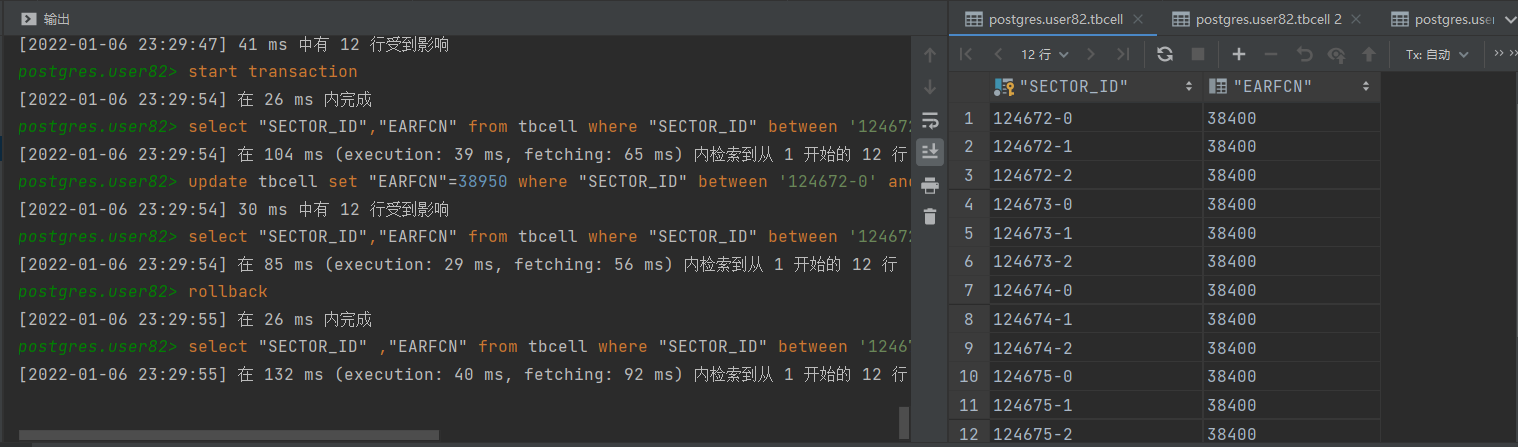 输出
[2022-01-06 23:29:47] 41 ms 中有 12 行受到影响
postgres.user82> start transaction
[2022-01-06 23:29:54] 在 26 ms 内完成
postgres.user82> select "SECTOR_ID","EARFCN" from tbcell where "SECTOR_ID" between '124672
[2022-01-06 23:29:54] 在 104 ms (execution: 39 ms, fetching: 65 ms) 内检索到从 1 开始的 12 行
postgres.user82> update tbcell set "EARFCN"=38950 where "SECTOR_ID" between '124672-0' and
[2022-01-06 23:29:54] 30 ms 中有 12 行受到影响
postgres.user82> select "SECTOR_ID","EARFCN" from tbcell where "SECTOR_ID" between '124672
[2022-01-06 23:29:54] 在 85 ms (execution: 29 ms, fetching: 56 ms) 内检索到从 1 开始的 12 行
postgres.user82> rollback
[2022-01-06 23:29:55] 在 26 ms 内完成
postgres.user82> select "SECTOR_ID" ,"EARFCN" from tbcell where "SECTOR_ID" between '12467
[2022-01-06 23:29:55] 在 132 ms (execution: 40 ms, fetching: 92 ms) 内检索到从 1 开始的 12 行
postgres.user82.tbcell postgres.user82.tbcell 2 postgres.use
12 行 Tx: 自动
"SECTOR_ID" "EARFCN"
1 124672-0 38400
2 124672-1 38400
3 124672-2 38400
4 124673-0 38400
5 124673-1 38400
6 124673-2 38400
7 124674-0 38400
8 124674-1 38400
9 124674-2 38400
10 124675-0 38400
11 124675-1 38400
12 124675-2 38400